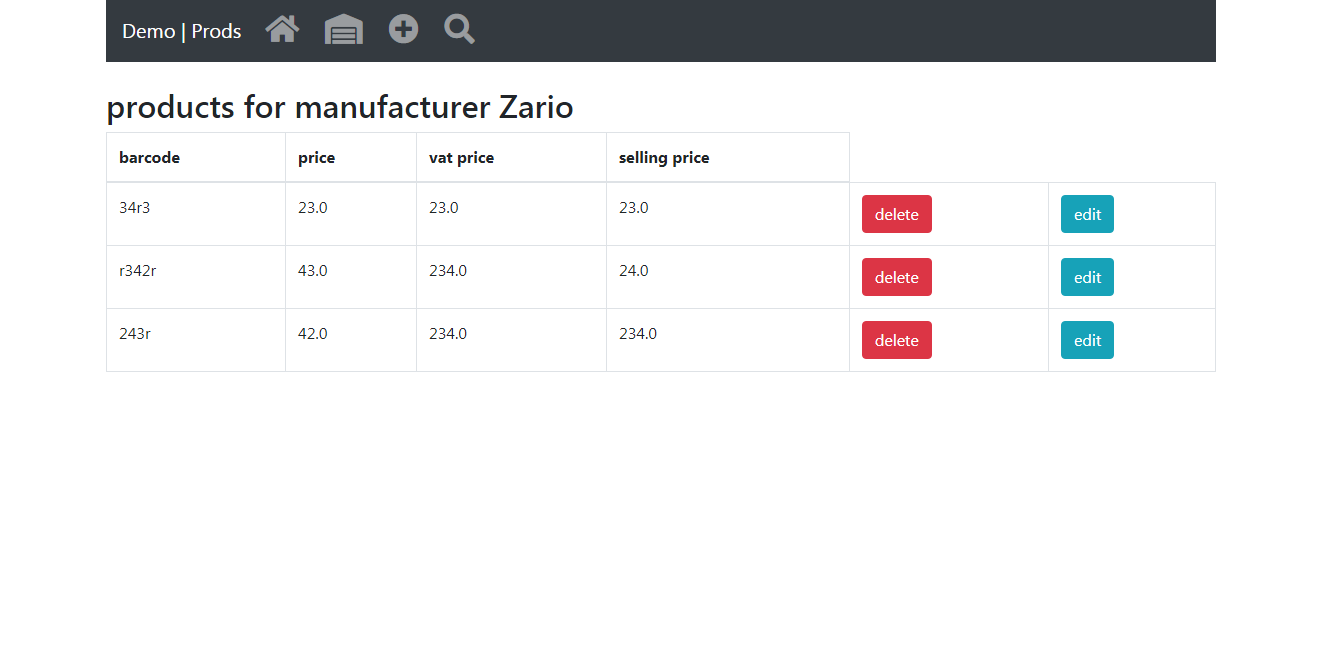 Demo | Prods
products for manufacturer Zario
barcode price vat price selling price
34r3 23.0 23.0 23.0 delete edit
r342r 43.0 234.0 24.0 delete edit
243r 42.0 234.0 234.0 delete edit